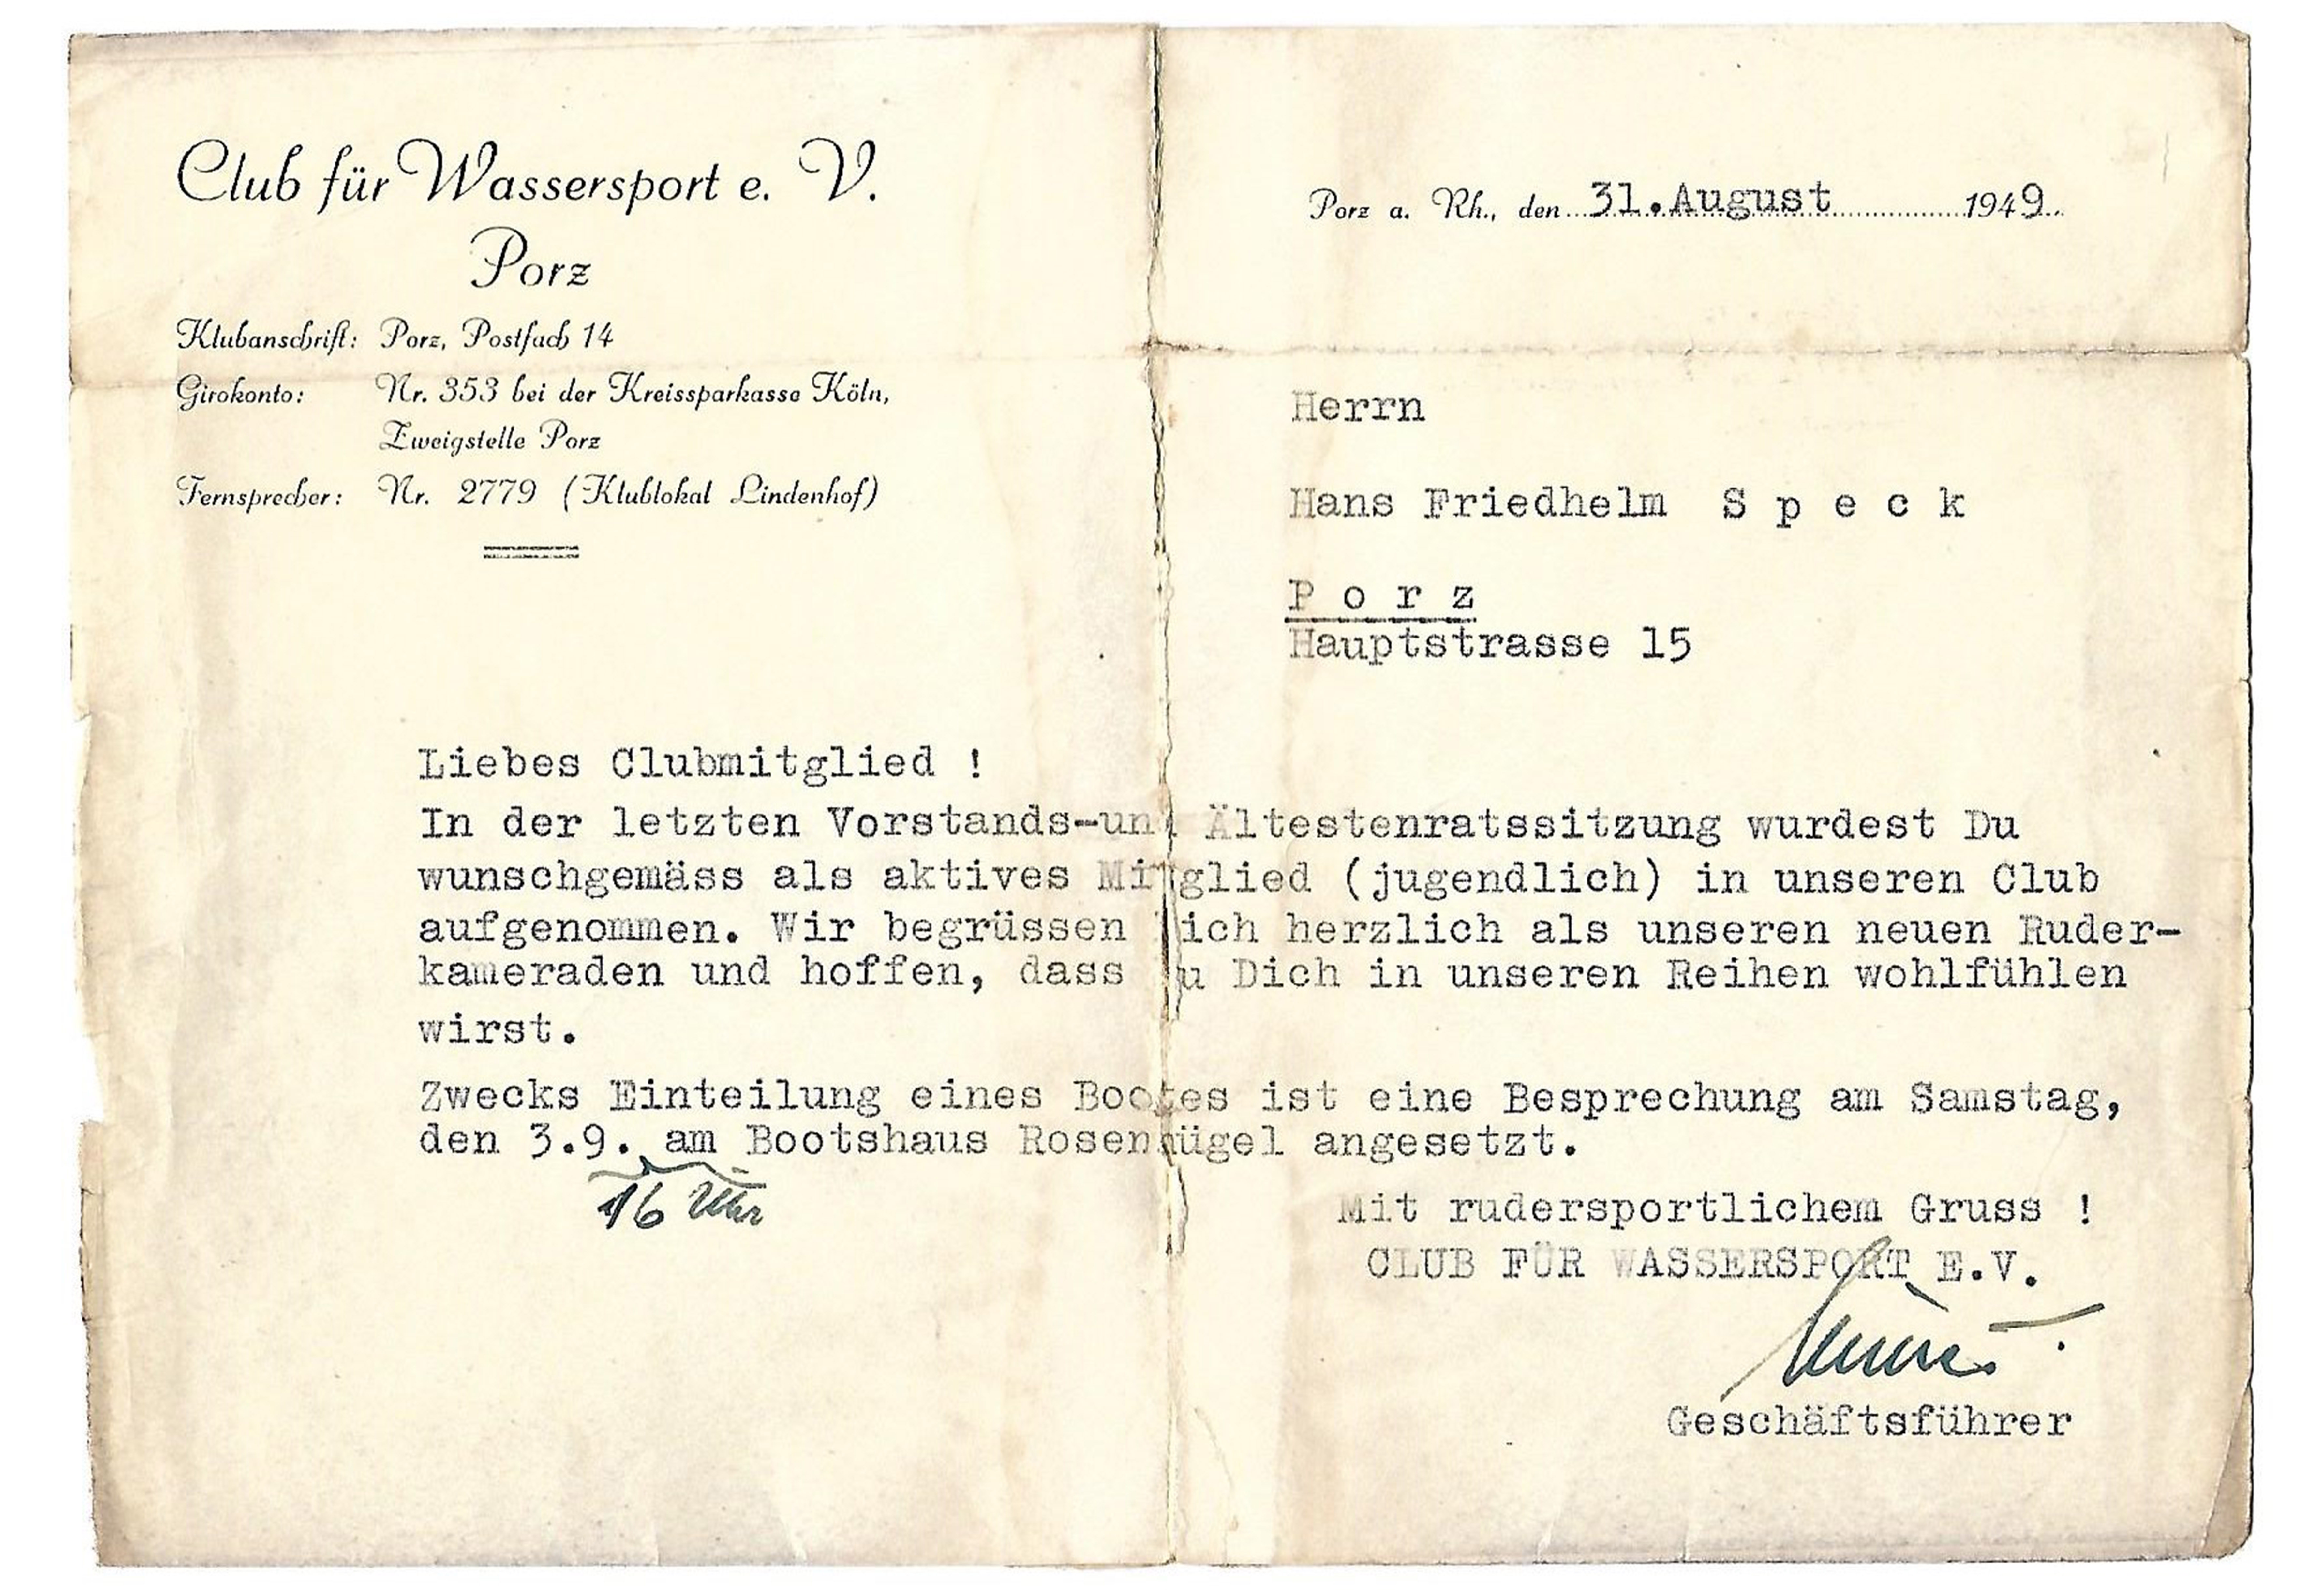 Club für Wassersport e. V.
Porz
Klubanschrift: Porz, Postfach 14
Girokonto: Nr. 353 bei der Kreissparkasse Köln,
Zweigstelle Porz
Fernsprecher: Nr. 2779 (Klublokal Lindenhof)
Porz a. Rh., den 31.August 1949
Herrn
Hans Friedhelm S p e c k
P o r z
Hauptstrasse 15
Liebes Clubmitglied !
In der letzten Vorstands-und Ältestenratssitzung wurdest Du
wunschgemäss als aktives Mitglied (jugendlich) in unseren Club
aufgenommen. Wir begrüssen Dich herzlich als unseren neuen Ruder-
kameraden und hoffen, dass Du Dich in unseren Reihen wohlfühlen
wirst.
Zwecks Einteilung eines Bootes ist eine Besprechung am Samstag,
den 3.9. am Bootshaus Rosenhügel angesetzt.
16 Uhr
Mit rudersportlichem Gruss !
CLUB FÜR WASSERSPORT E.V.
Geschäftsführer